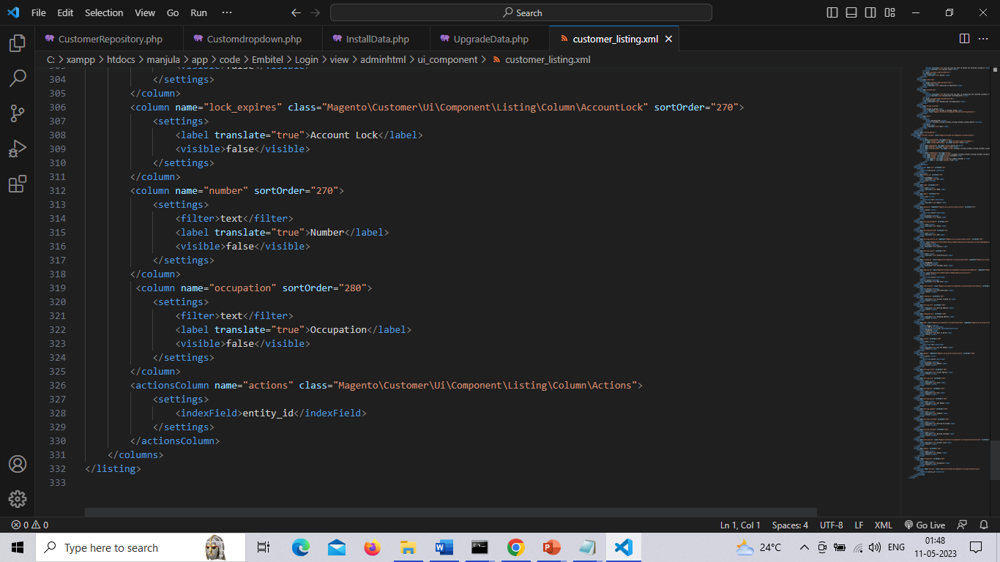 File Edit Selection View Go Run ··· Search
CustomerRepository.php Customdropdown.php InstallData.php UpgradeData.php customer_listing.xml
C: > xampp > htdocs > manjula > app > code > Embitel > Login > view > adminhtml > ui_component > customer_listing.xml
304 </settings>
305 </column>
306 <column name="lock_expires" class="Magento\Customer\Ui\Component\Listing\Column\AccountLock" sortOrder="270">
307 <settings>
308 <label translate="true">Account Lock</label>
309 <visible>false</visible>
310 </settings>
311 </column>
312 <column name="number" sortOrder="270">
313 <settings>
314 <filter>text</filter>
315 <label translate="true">Number</label>
316 <visible>false</visible>
317 </settings>
318 </column>
319 <column name="occupation" sortOrder="280">
320 <settings>
321 <filter>text</filter>
322 <label translate="true">Occupation</label>
323 <visible>false</visible>
324 </settings>
325 </column>
326 <actionsColumn name="actions" class="Magento\Customer\Ui\Component\Listing\Column\Actions">
327 <settings>
328 <indexField>entity_id</indexField>
329 </settings>
330 </actionsColumn>
331 </columns>
332 </listing>
333
0 0 Ln 1, Col 1 Spaces: 4 UTF-8 LF XML Go Live
Type here to search 24°C ENG 01:48
11-05-2023